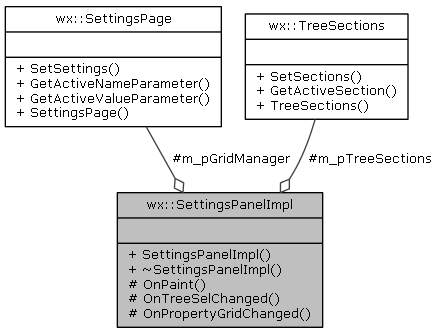 wx::SettingsPage
+ SetSettings()
+ GetActiveNameParameter()
+ GetActiveValueParameter()
+ SettingsPage()
wx::TreeSections
+ SetSections()
+ GetActiveSection()
+ TreeSections()
#m_pGridManager
#m_pTreeSections
wx::SettingsPanelImpl
+ SettingsPanelImpl()
+ ~SettingsPanelImpl()
# OnPaint()
# OnTreeSelChanged()
# OnPropertyGridChanged()